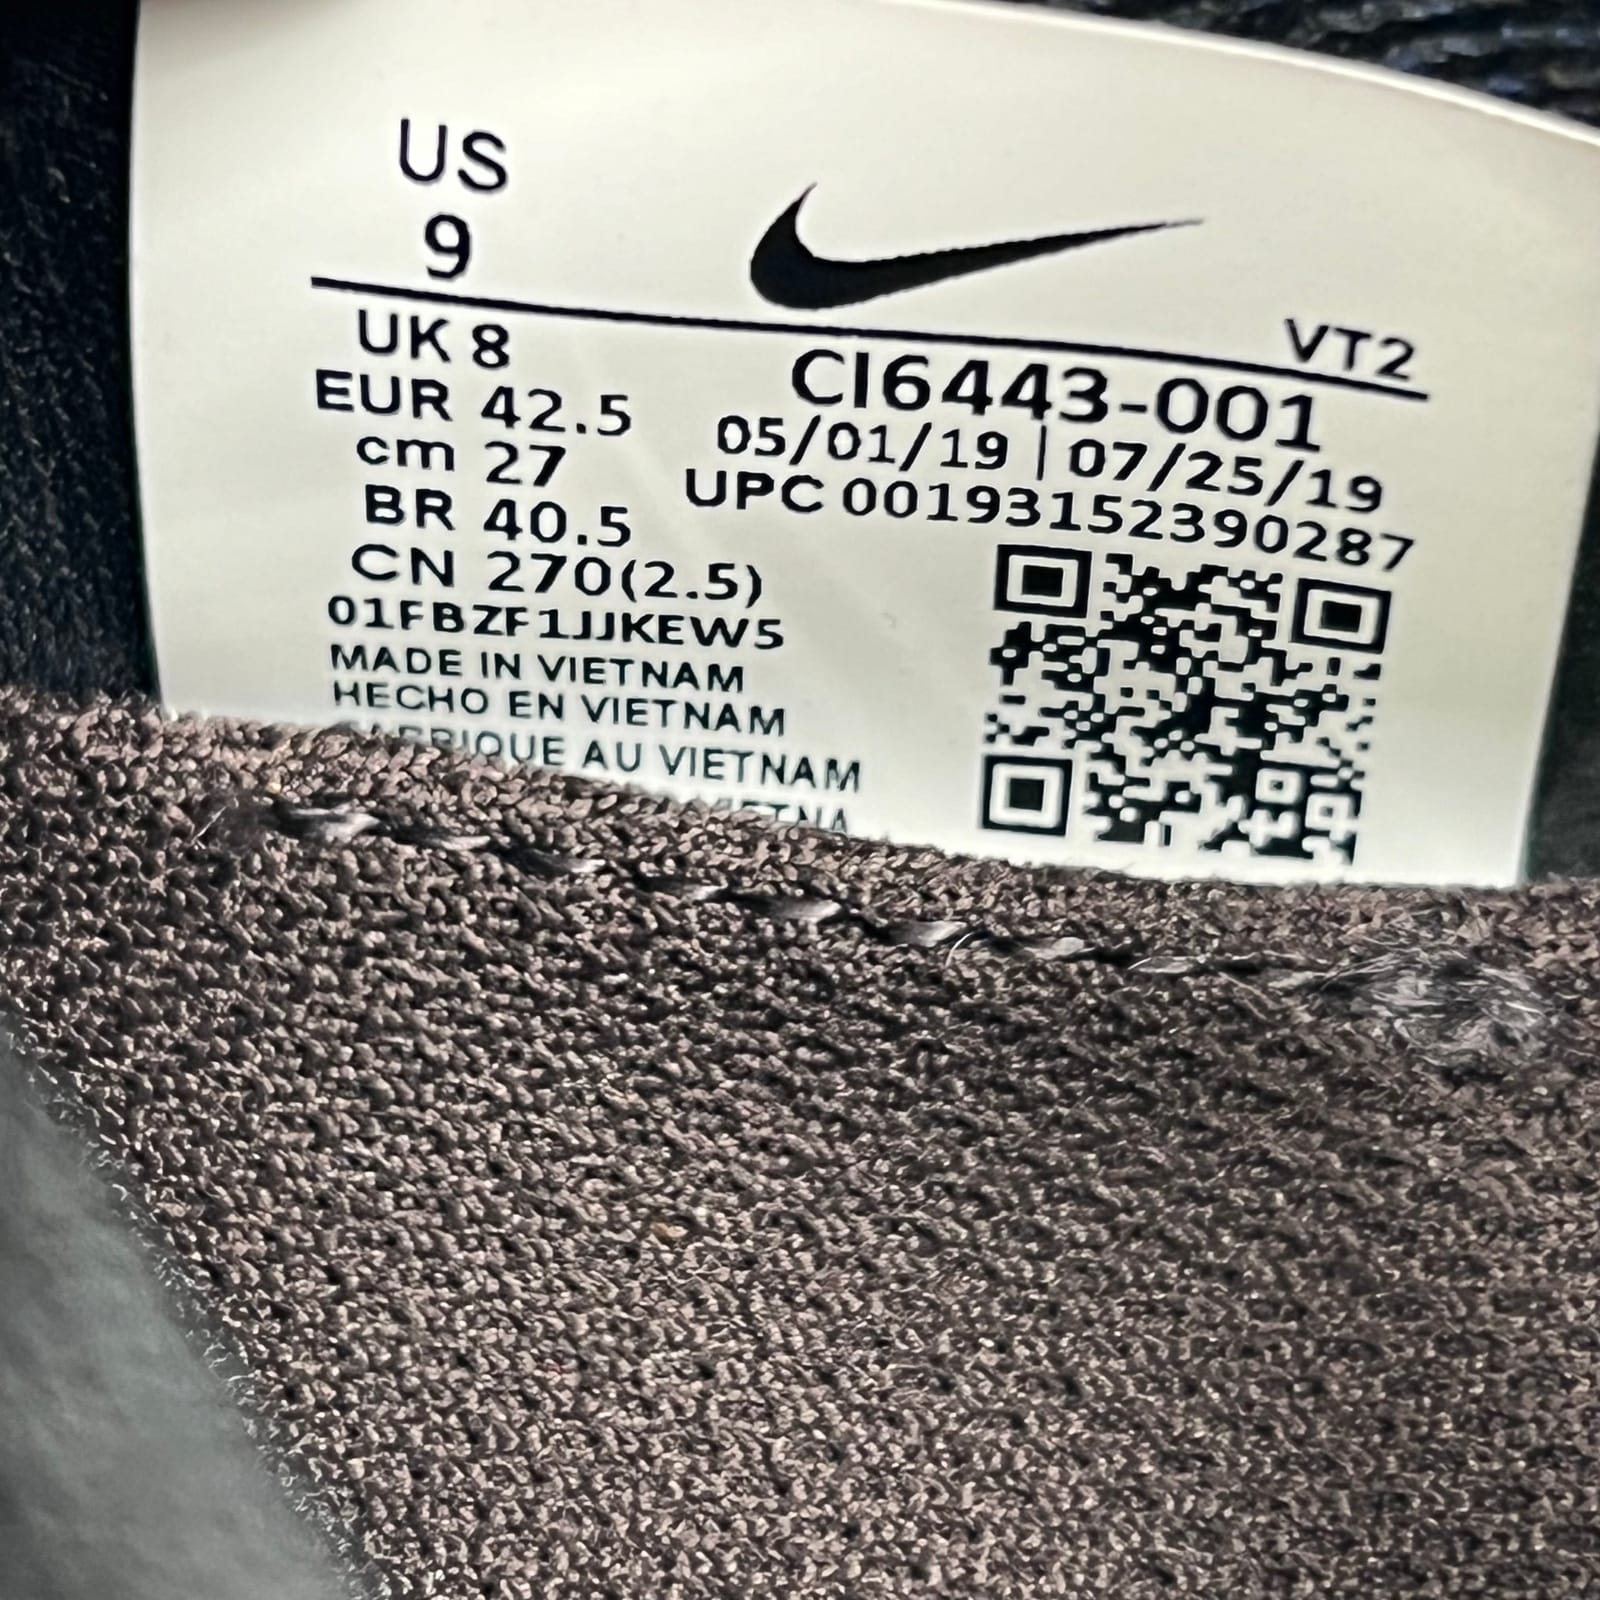 US
9
VT2
UK 8
EUR 42.5
cm 27
BR 40.5
CN 270(2.5)
CI6443-001
05/01/19 | 07/25/19
UPC 00193152390287
01FBZF1JJKEW5
MADE IN VIETNAM
HECHO EN VIETNAM
AU VIETNAM